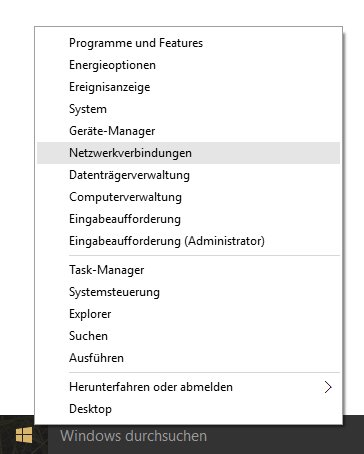 Programme und Features
Energieoptionen
Ereignisanzeige
System
Geräte-Manager
Netzwerkverbindungen
Datenträgerverwaltung
Computerverwaltung
Eingabeaufforderung
Eingabeaufforderung (Administrator)
Task-Manager
Systemsteuerung
Explorer
Suchen
Ausführen
Herunterfahren oder abmelden
Desktop
Windows durchsuchen